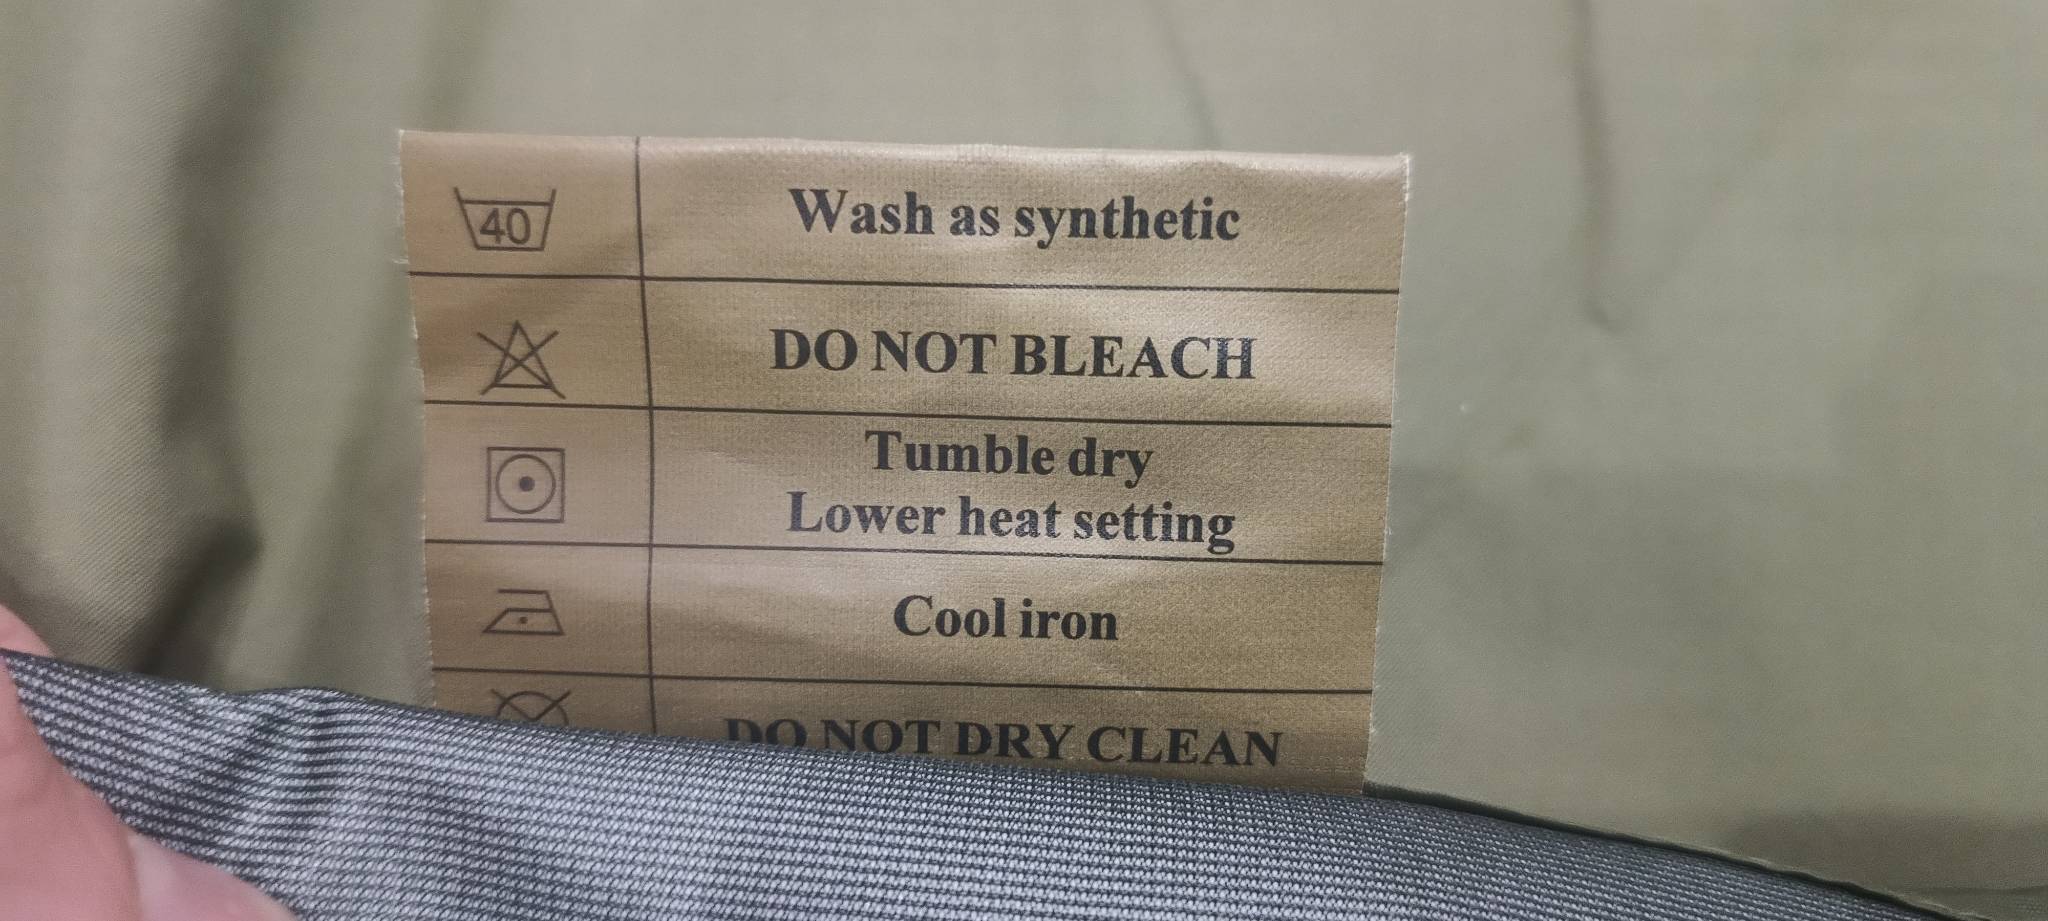 40 Wash as synthetic
DO NOT BLEACH
Tumble dry
Lower heat setting
Cool iron
DO NOT DRY CLEAN